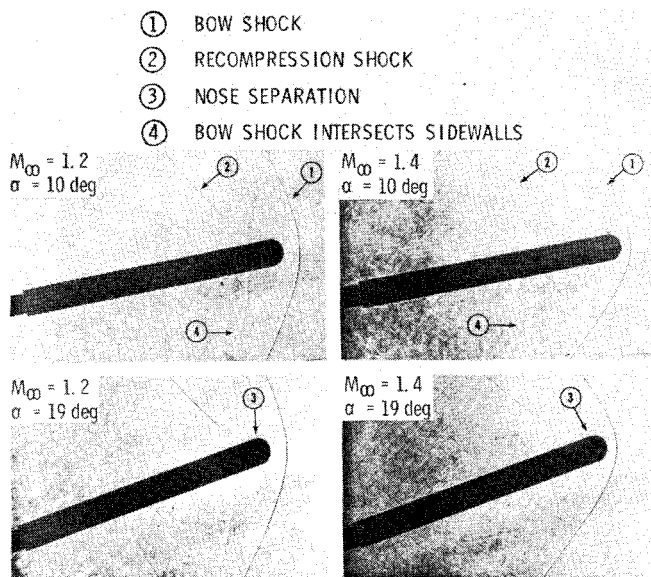 ① BOW SHOCK
② RECOMPRESSION SHOCK
③ NOSE SEPARATION
④ BOW SHOCK INTERSECTS SIDEWALLS
M∞ = 1.2
α = 10 deg
②
①
M∞ = 1.4
α = 10 deg
②
①
④
④
M∞ = 1.2
α = 19 deg
③
M∞ = 1.4
α = 19 deg
③